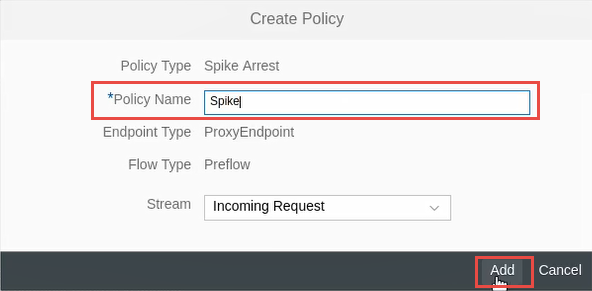 Create Policy
Policy Type Spike Arrest
*Policy Name Spike
Endpoint Type ProxyEndpoint
Flow Type Preflow
Stream Incoming Request
Add Cancel